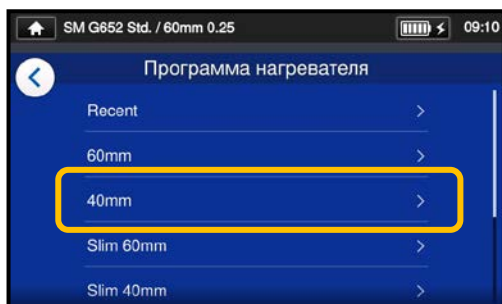 SM G652 Std. / 60mm 0.25 09:10
Программа нагревателя
Recent
60mm
40mm
Slim 60mm
Slim 40mm